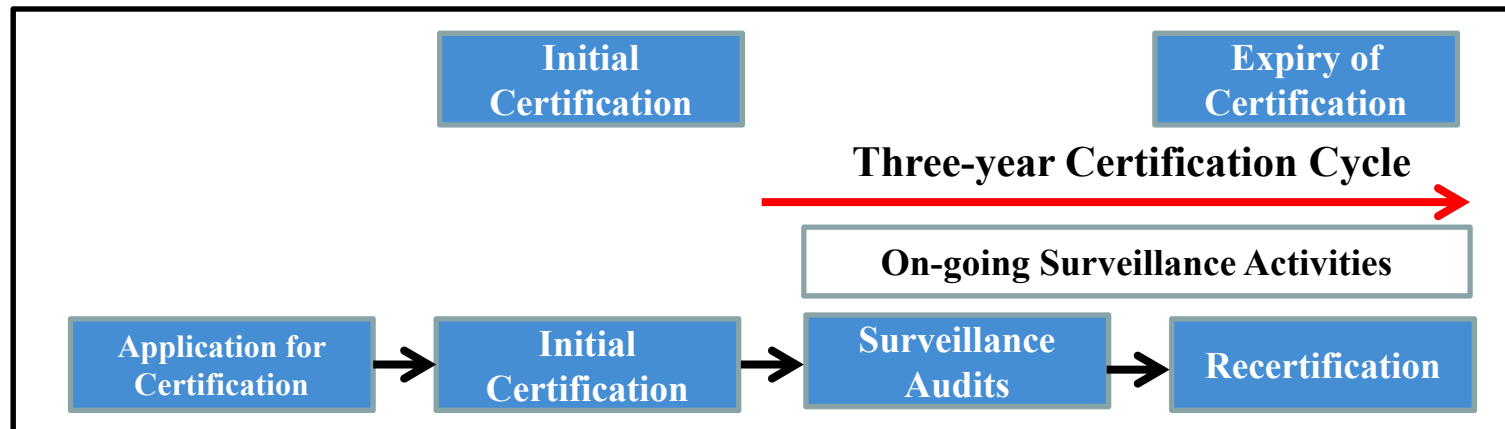 Initial
Certification
Expiry of
Certification
Three-year Certification Cycle
On-going Surveillance Activities
Application for
Certification
Initial
Certification
Surveillance
Audits
Recertification